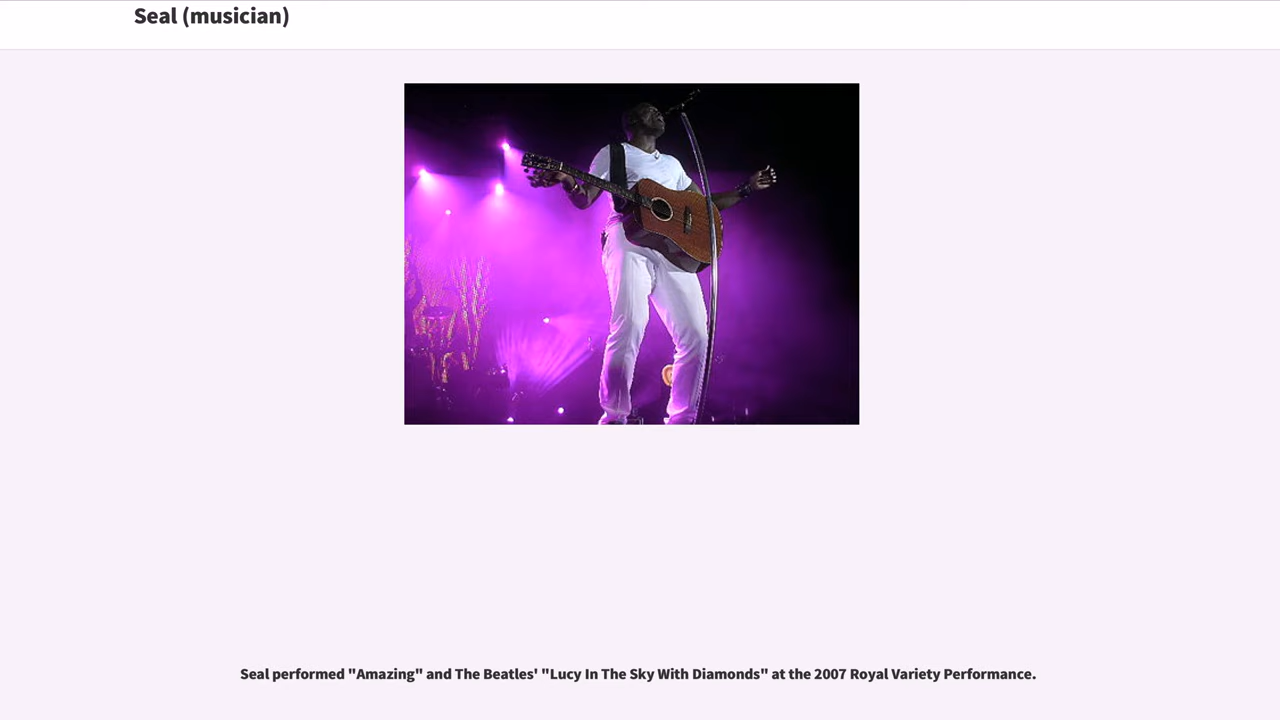 Seal (musician)
Seal performed "Amazing" and The Beatles' "Lucy In The Sky With Diamonds" at the 2007 Royal Variety Performance.